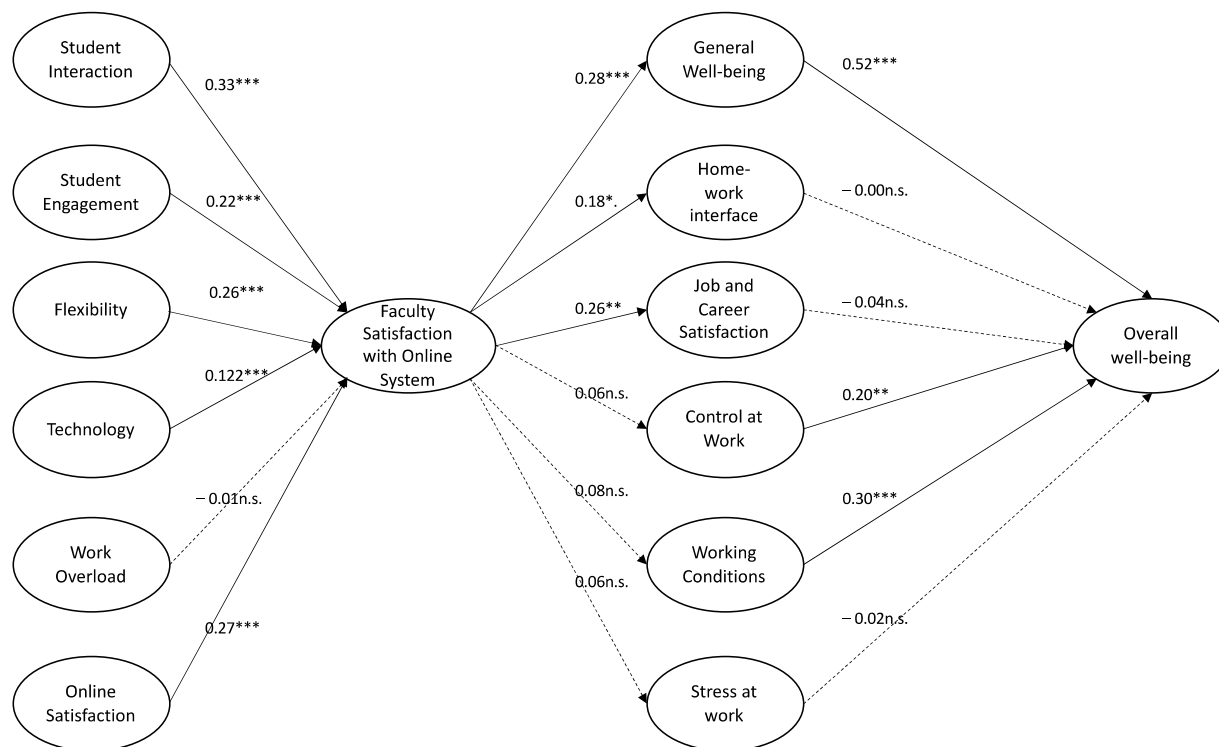 Student
Interaction
0.33***
Student
Engagement
0.22***
Flexibility
0.26***
Technology
0.122***
Work
Overload
−0.01n.s.
Online
Satisfaction
0.27***
Faculty
Satisfaction
with Online
System
0.28***
0.18*.
0.26**
0.06n.s.
0.08n.s.
0.06n.s.
General
Well-being
Home-
work
interface
Job and
Career
Satisfaction
Control at
Work
Working
Conditions
Stress at
work
0.52***
−0.00n.s.
−0.04n.s.
0.20**
0.30***
−0.02n.s.
Overall
well-being